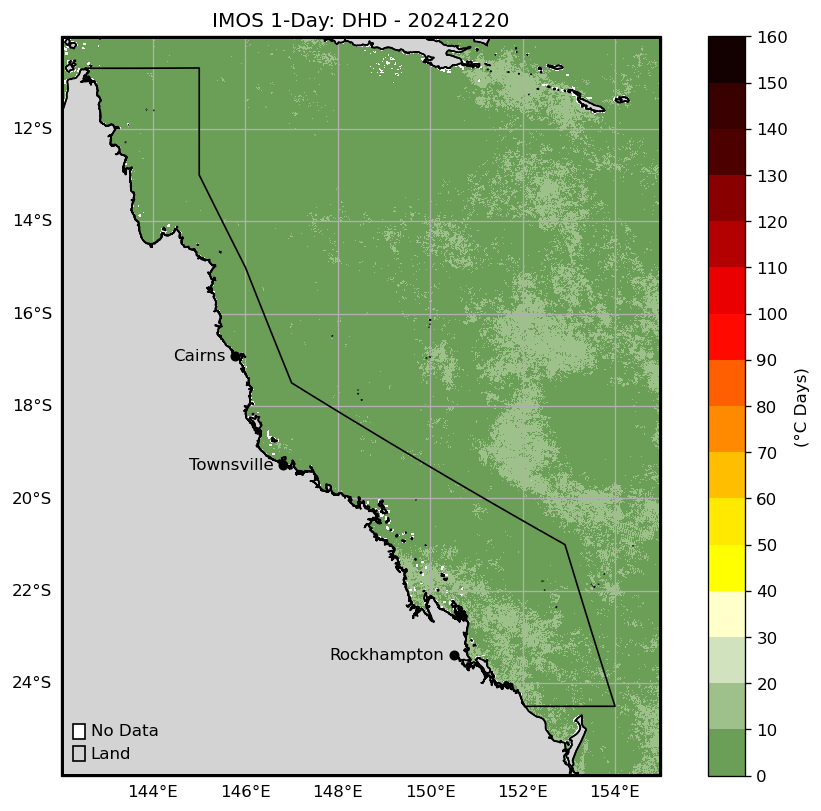 IMOS 1-Day: DHD - 20241220
12°S
14°S
16°S
18°S
20°S
22°S
24°S
Cairns
Townsville
Rockhampton
No Data
Land
144°E 146°E 148°E 150°E 152°E 154°E
160
150
140
130
120
110
100
90
80
70
60
50
40
30
20
10
0
(°C Days)